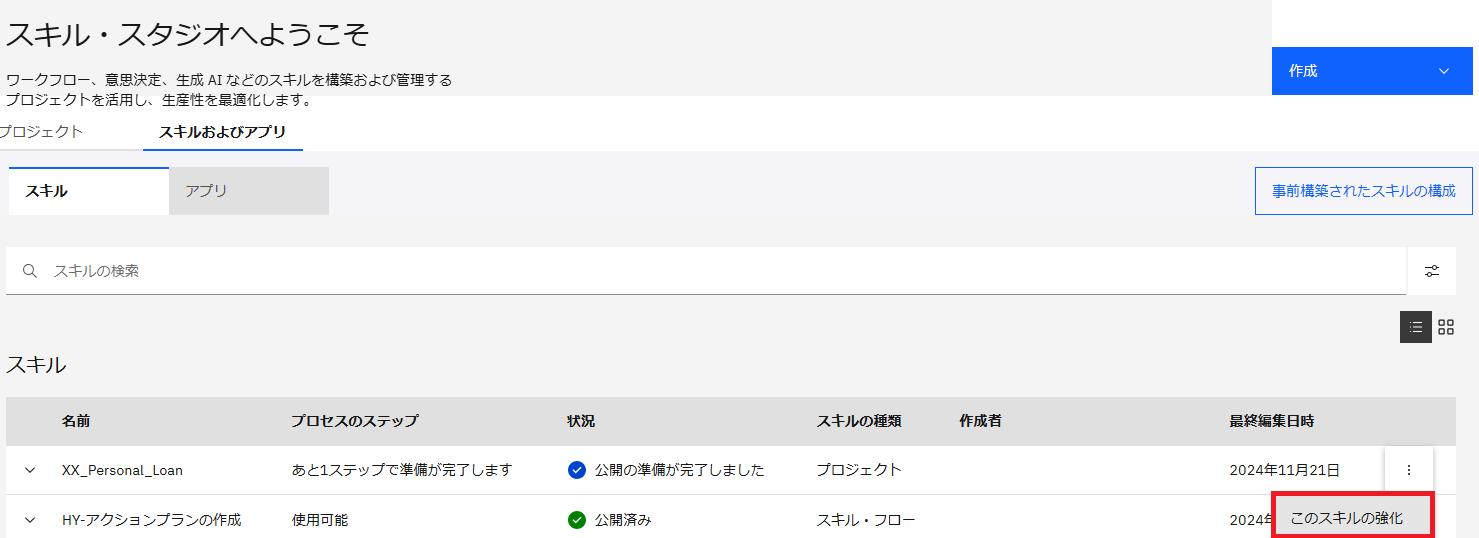 スキル・スタジオへようこそ
ワークフロー、意思決定、生成 AI などのスキルを構築および管理する
プロジェクトを活用し、生産性を最適化します。
作成
プロジェクト スキルおよびアプリ
スキル アプリ 事前構築されたスキルの構成
スキルの検索
スキル
名前 プロセスのステップ 状況 スキルの種類 作成者 最終編集日時
XX_Personal_Loan あと1ステップで準備が完了します 公開の準備が完了しました プロジェクト 2024年11月21日
HY-アクションプランの作成 使用可能 公開済み スキル・フロー 2024年 このスキルの強化